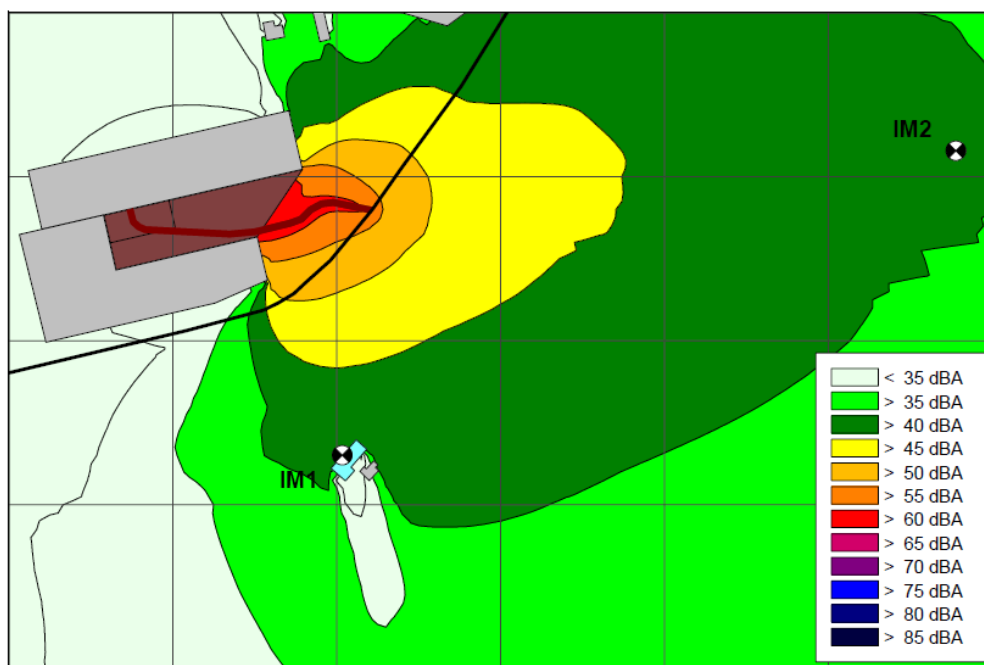 IM2
IM1
< 35 dBA
> 35 dBA
> 40 dBA
> 45 dBA
> 50 dBA
> 55 dBA
> 60 dBA
> 65 dBA
> 70 dBA
> 75 dBA
> 80 dBA
> 85 dBA